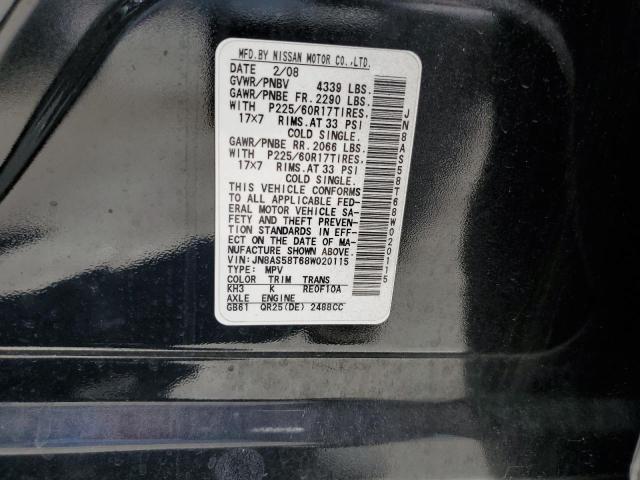 MFD.BY NISSAN MOTOR CO.,LTD.
DATE 2/08
GVWR/PNBV 4339 LBS.
GAWR/PNBE FR. 2290 LBS.
WITH P225/60R17TIRES,
17×7 RIMS.AT 33 PSI
COLD SINGLE.
GAWR/PNBE RR. 2066 LBS.
WITH P225/60R17TIRES,
17×7 RIMS.AT 33 PSI
COLD SINGLE.
THIS VEHICLE CONFORMS
TO ALL APPLICABLE FED-
ERAL MOTOR VEHICLE SA-
FETY AND THEFT PREVEN-
TION STANDARDS IN EFF-
ECT ON THE DATE OF MA-
NUFACTURE SHOWN ABOVE.
VIN:JN8AS58T68W020115
TYPE: MPV
COLOR TRIM TRANS
KH3 K RE0F10A
AXLE ENGINE
GB61 QR25(DE) 2488CC
JN8AS58T68W020115